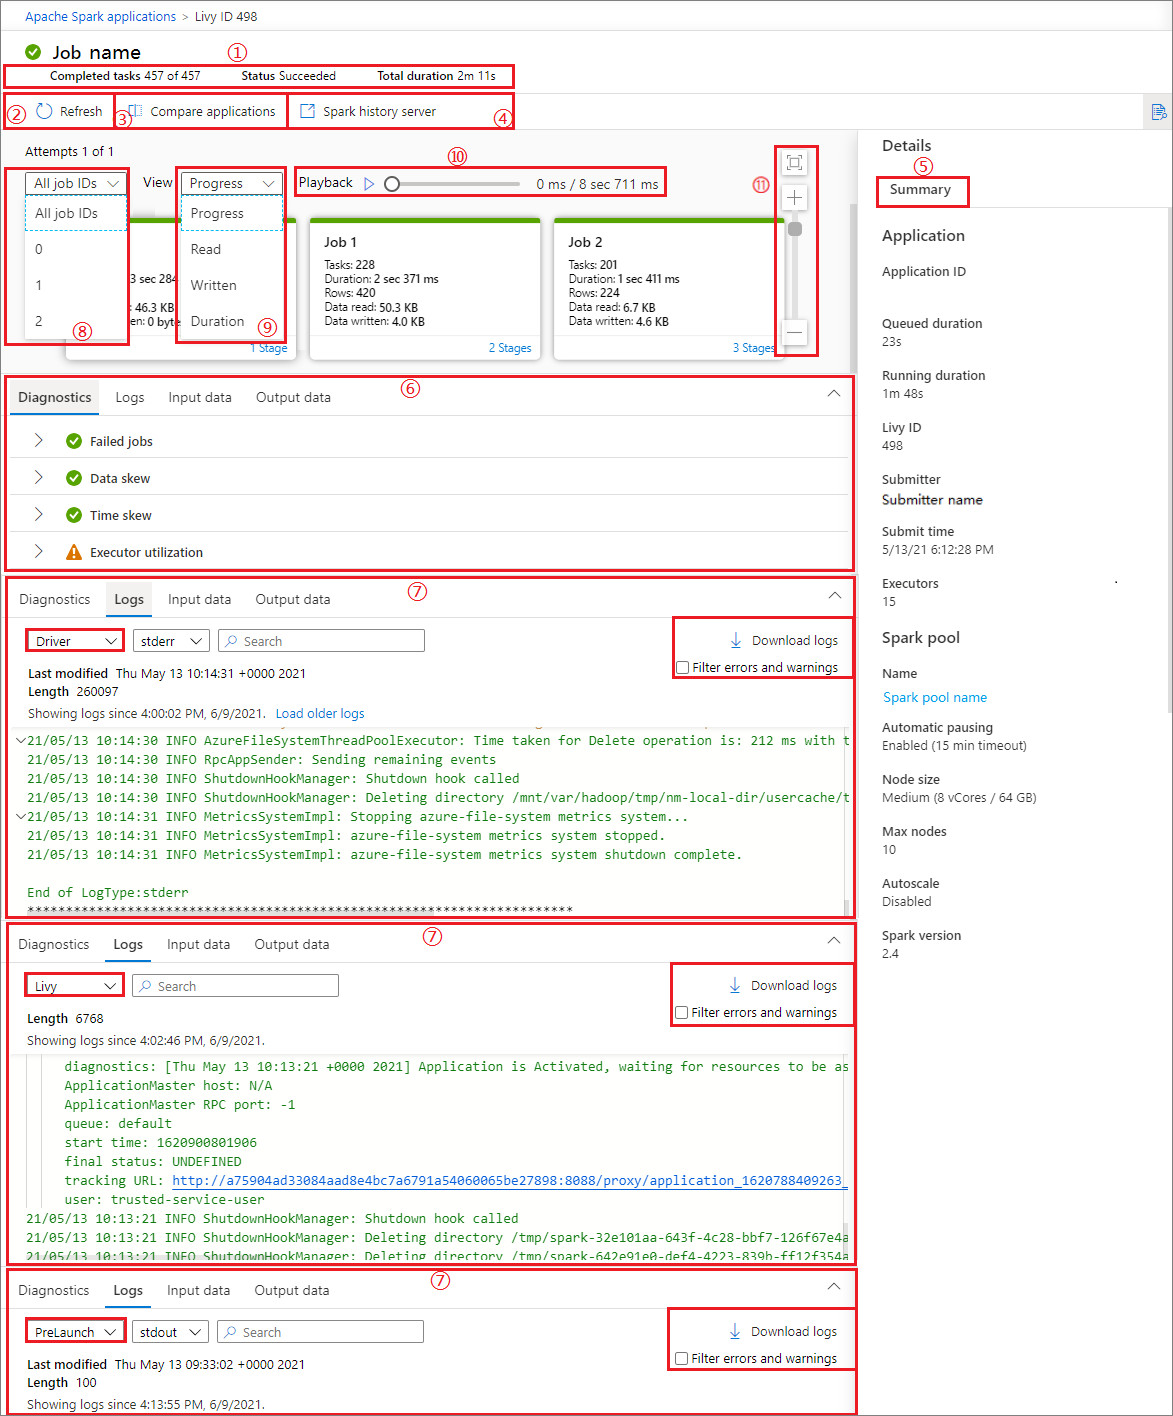 Apache Spark applications > Livy ID 498
Job name
①
Completed tasks 457 of 457 Status Succeeded Total duration 2m 11s
② Refresh ③ Compare applications Spark history server ④
Attempts 1 of 1
All job IDs View Progress Playback 0 ms / 8 sec 711 ms
⑩
⑪
All job IDs
0
1
2
⑧
Progress
Read
Written
Duration
⑨
3 sec 284
46.3 KB
en: 0 byte
1 Stage
Job 1
Tasks: 228
Duration: 2 sec 371 ms
Rows: 420
Data read: 50.3 KB
Data written: 4.0 KB
2 Stages
Job 2
Tasks: 201
Duration: 1 sec 411 ms
Rows: 224
Data read: 6.7 KB
Data written: 4.6 KB
3 Stages
⑥
Diagnostics Logs Input data Output data
Failed jobs
Data skew
Time skew
Executor utilization
⑦
Diagnostics Logs Input data Output data
Driver stderr Search Download logs
Filter errors and warnings
Last modified Thu May 13 10:14:31 +0000 2021
Length 260097
Showing logs since 4:00:02 PM, 6/9/2021. Load older logs
21/05/13 10:14:30 INFO AzureFileSystemThreadPoolExecutor: Time taken for Delete operation is: 212 ms with t
21/05/13 10:14:30 INFO RpcAppSender: Sending remaining events
21/05/13 10:14:30 INFO ShutdownHookManager: Shutdown hook called
21/05/13 10:14:30 INFO ShutdownHookManager: Deleting directory /mnt/var/hadoop/tmp/nm-local-dir/usercache/t
21/05/13 10:14:31 INFO MetricsSystemImpl: Stopping azure-file-system metrics system...
21/05/13 10:14:31 INFO MetricsSystemImpl: azure-file-system metrics system stopped.
21/05/13 10:14:31 INFO MetricsSystemImpl: azure-file-system metrics system shutdown complete.
End of LogType:stderr
***********************************************************************
⑦
Diagnostics Logs Input data Output data
Livy Search Download logs
Filter errors and warnings
Length 6768
Showing logs since 4:02:46 PM, 6/9/2021.
diagnostics: [Thu May 13 10:13:21 +0000 2021] Application is Activated, waiting for resources to be as
ApplicationMaster host: N/A
ApplicationMaster RPC port: -1
queue: default
start time: 1620900801906
final status: UNDEFINED
tracking URL: http://a75904ad33084aad8e4bc7a6791a54060065be27898:8088/proxy/application_1620788409263_
user: trusted-service-user
21/05/13 10:13:21 INFO ShutdownHookManager: Shutdown hook called
21/05/13 10:13:21 INFO ShutdownHookManager: Deleting directory /tmp/spark-32e101aa-643f-4c28-bbf7-126f67e4a
21/05/13 10:13:21 INFO ShutdownHookManager: Deleting directory /tmp/spark-642e91e0-def4-4223-839b-ff12f354a
⑦
Diagnostics Logs Input data Output data
PreLaunch stdout Search Download logs
Filter errors and warnings
Last modified Thu May 13 09:33:02 +0000 2021
Length 100
Showing logs since 4:13:55 PM, 6/9/2021.
Details
⑤
Summary
Application
Application ID
Queued duration
23s
Running duration
1m 48s
Livy ID
498
Submitter
Submitter name
Submit time
5/13/21 6:12:28 PM
Executors
15
Spark pool
Name
Spark pool name
Automatic pausing
Enabled (15 min timeout)
Node size
Medium (8 vCores / 64 GB)
Max nodes
10
Autoscale
Disabled
Spark version
2.4